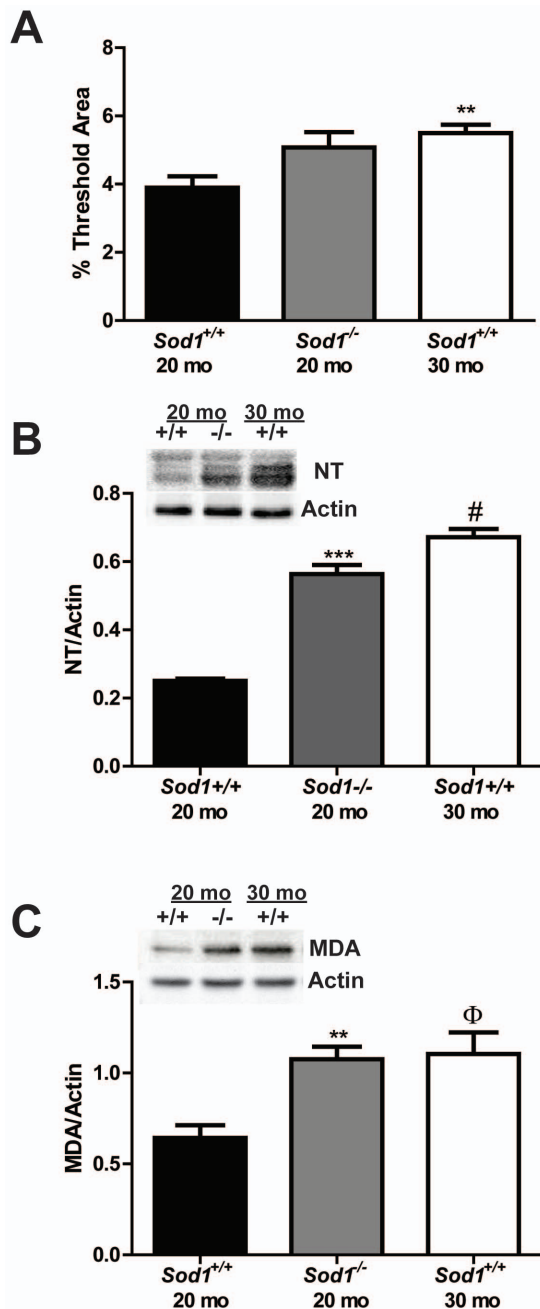 A
% Threshold Area
8
6
4
2
0
**
Sod1+/+ Sod1-/- Sod1+/+
20 mo 20 mo 30 mo
B
20 mo 30 mo
+/+ -/- +/+
NT
Actin
NT/Actin
0.8
0.6
0.4
0.2
0.0
*** #
Sod1+/+ Sod1-/- Sod1+/+
20 mo 20 mo 30 mo
C
20 mo 30 mo
+/+ -/- +/+
MDA
Actin
MDA/Actin
1.5
1.0
0.5
0.0
** Φ
Sod1+/+ Sod1-/- Sod1+/+
20 mo 20 mo 30 mo